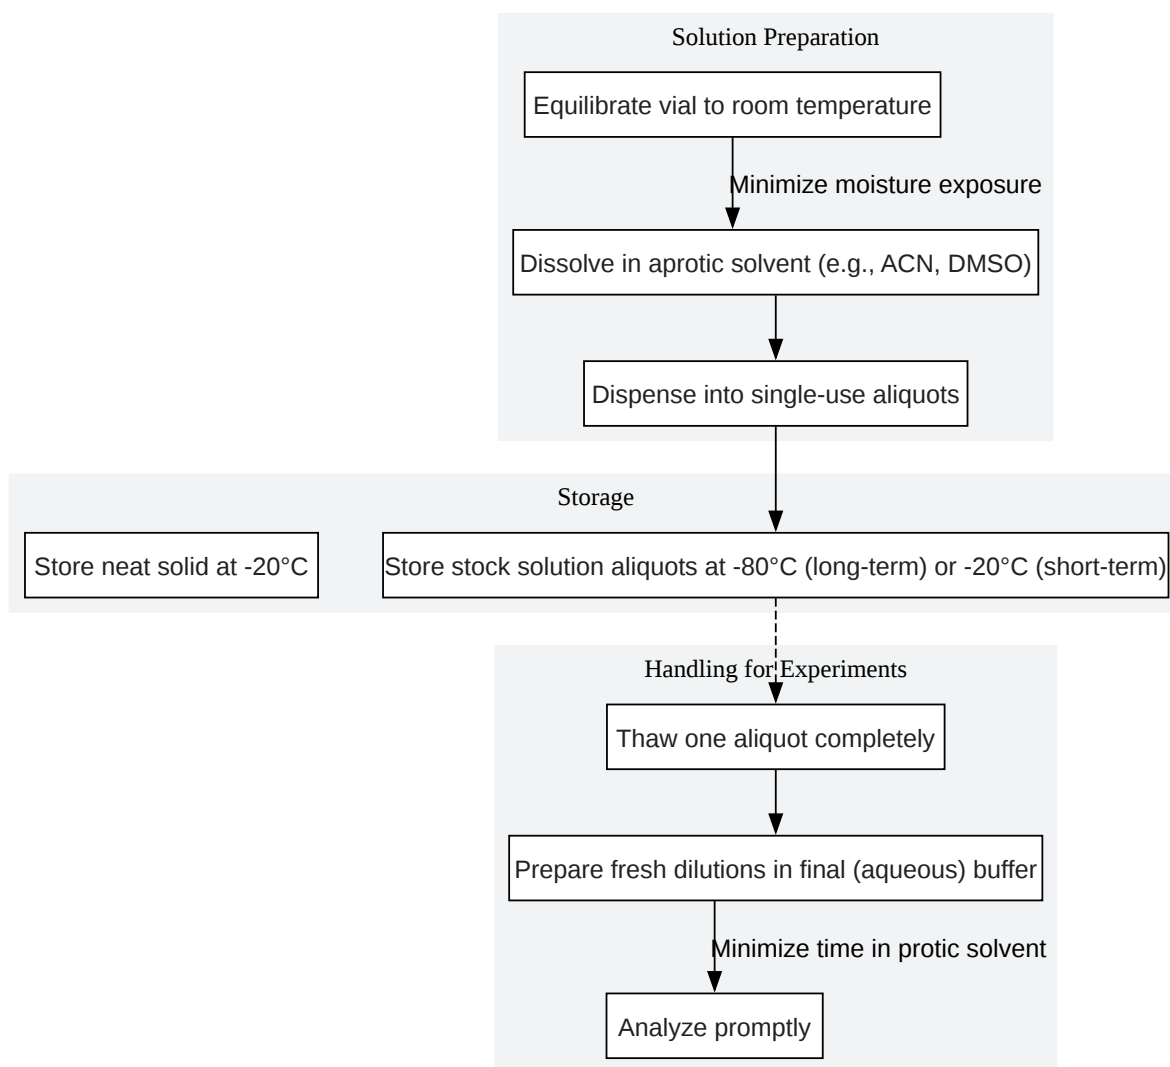 Solution Preparation
Equilibrate vial to room temperature
Minimize moisture exposure
Dissolve in aprotic solvent (e.g., ACN, DMSO)
Dispense into single-use aliquots
Storage
Store neat solid at -20°C
Store stock solution aliquots at -80°C (long-term) or -20°C (short-term)
Handling for Experiments
Thaw one aliquot completely
Prepare fresh dilutions in final (aqueous) buffer
Minimize time in protic solvent
Analyze promptly